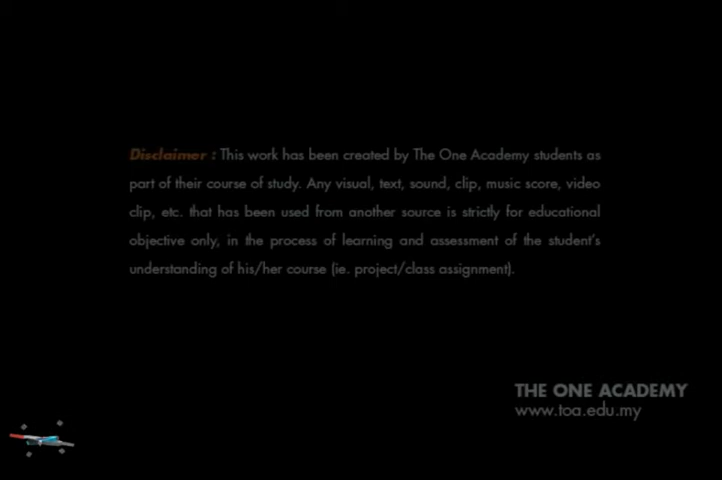 Disclaimer : This work has been created by The One Academy students as
part of their course of study. Any visual, text, sound, clip, music score, video
clip, etc. that has been used from another source is strictly for educational
objective only, in the process of learning and assessment of the student's
understanding of his/her course (ie. project/class assignment).
THE ONE ACADEMY
www.toa.edu.my